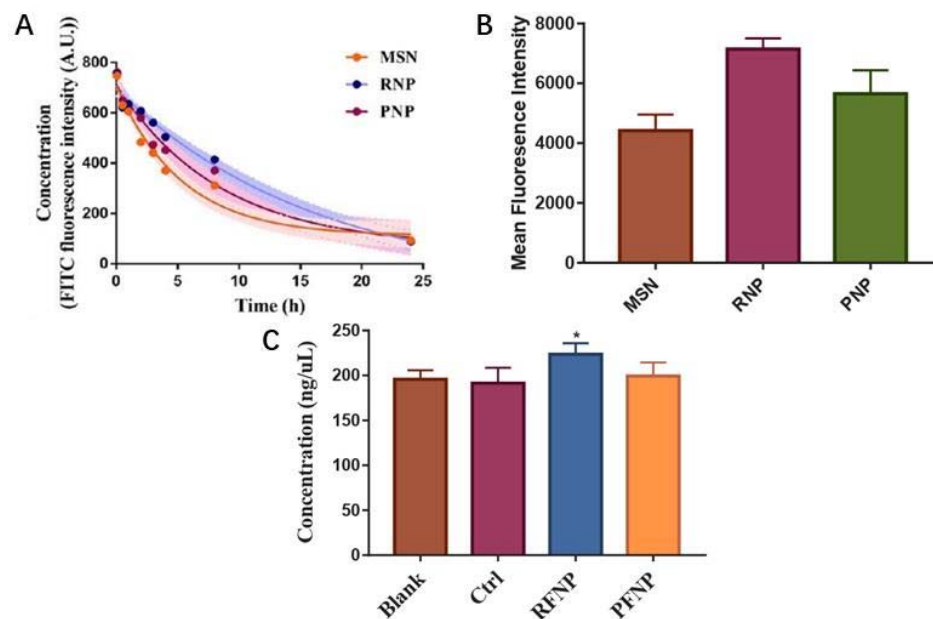 A
Concentration
(FITC fluorescence intensity (A.U.))
800
600
400
200
0
0
5
10
15
20
25
Time (h)
MSN
RNP
PNP
B
Mean Fluoresence Intensity
8000
6000
4000
2000
0
MSN
RNP
PNP
C
Concentration (ng/uL)
250
200
150
100
50
0
*
Blank
Ctrl
RFNP
PFNP